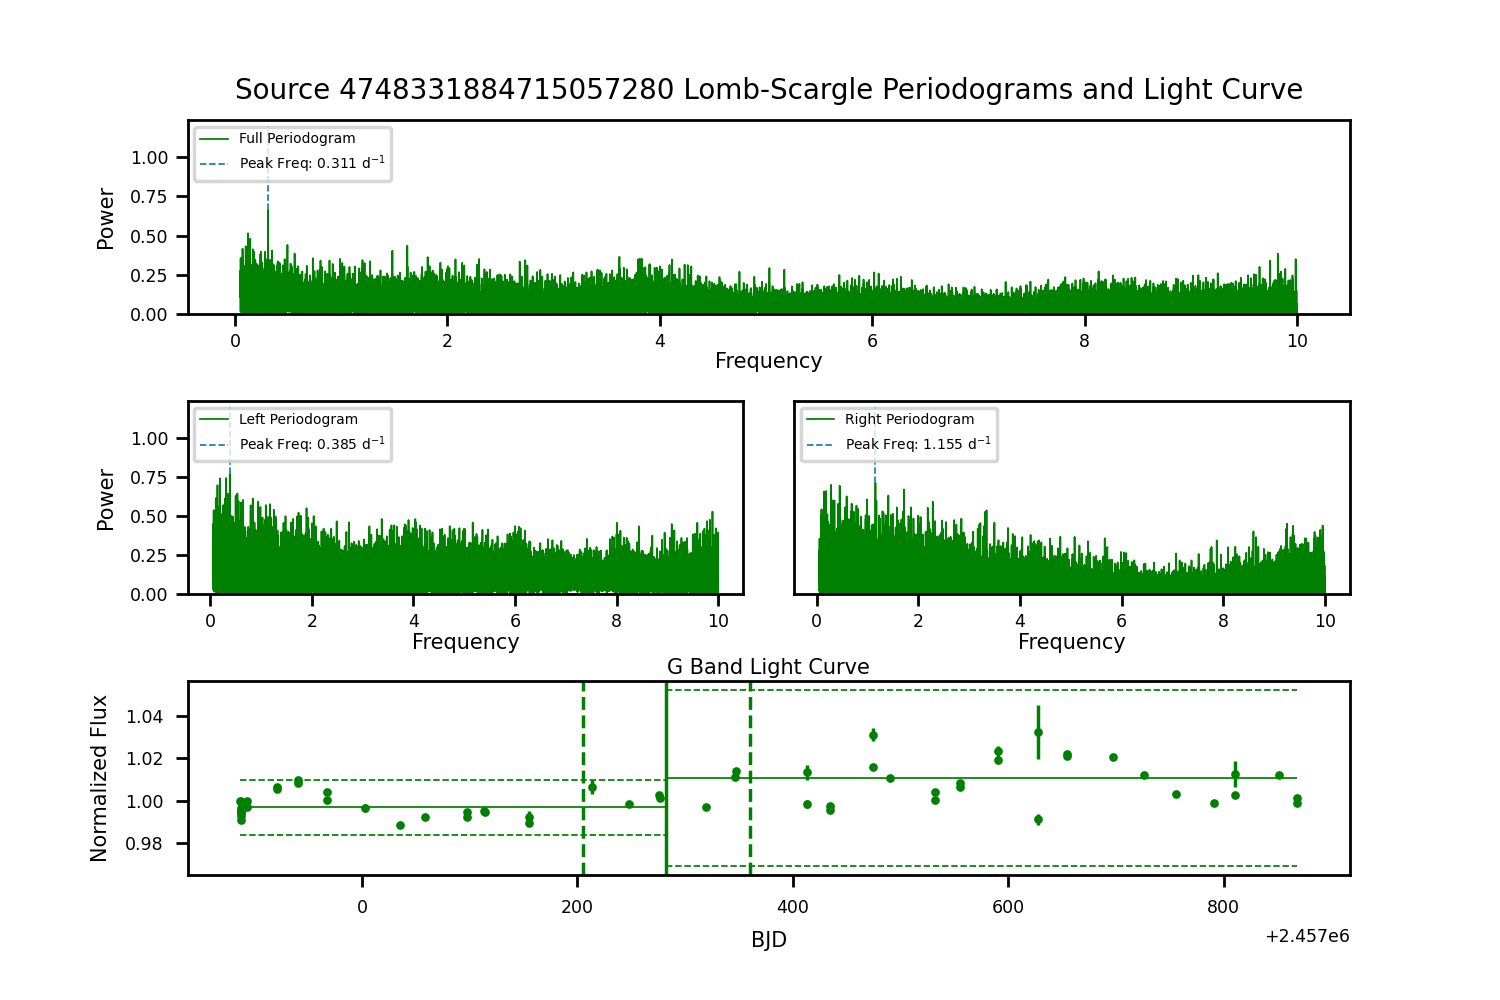 Source 4748331884715057280 Lomb-Scargle Periodograms and Light Curve
Full Periodogram
Peak Freq: 0.311 d⁻¹
Power
1.00
0.75
0.50
0.25
0.00
0 2 4 6 8 10
Frequency
Left Periodogram
Peak Freq: 0.385 d⁻¹
Power
1.00
0.75
0.50
0.25
0.00
0 2 4 6 8 10
Frequency
Right Periodogram
Peak Freq: 1.155 d⁻¹
0 2 4 6 8 10
Frequency
G Band Light Curve
Normalized Flux
1.04
1.02
1.00
0.98
0 200 400 600 800
BJD
+2.457e6